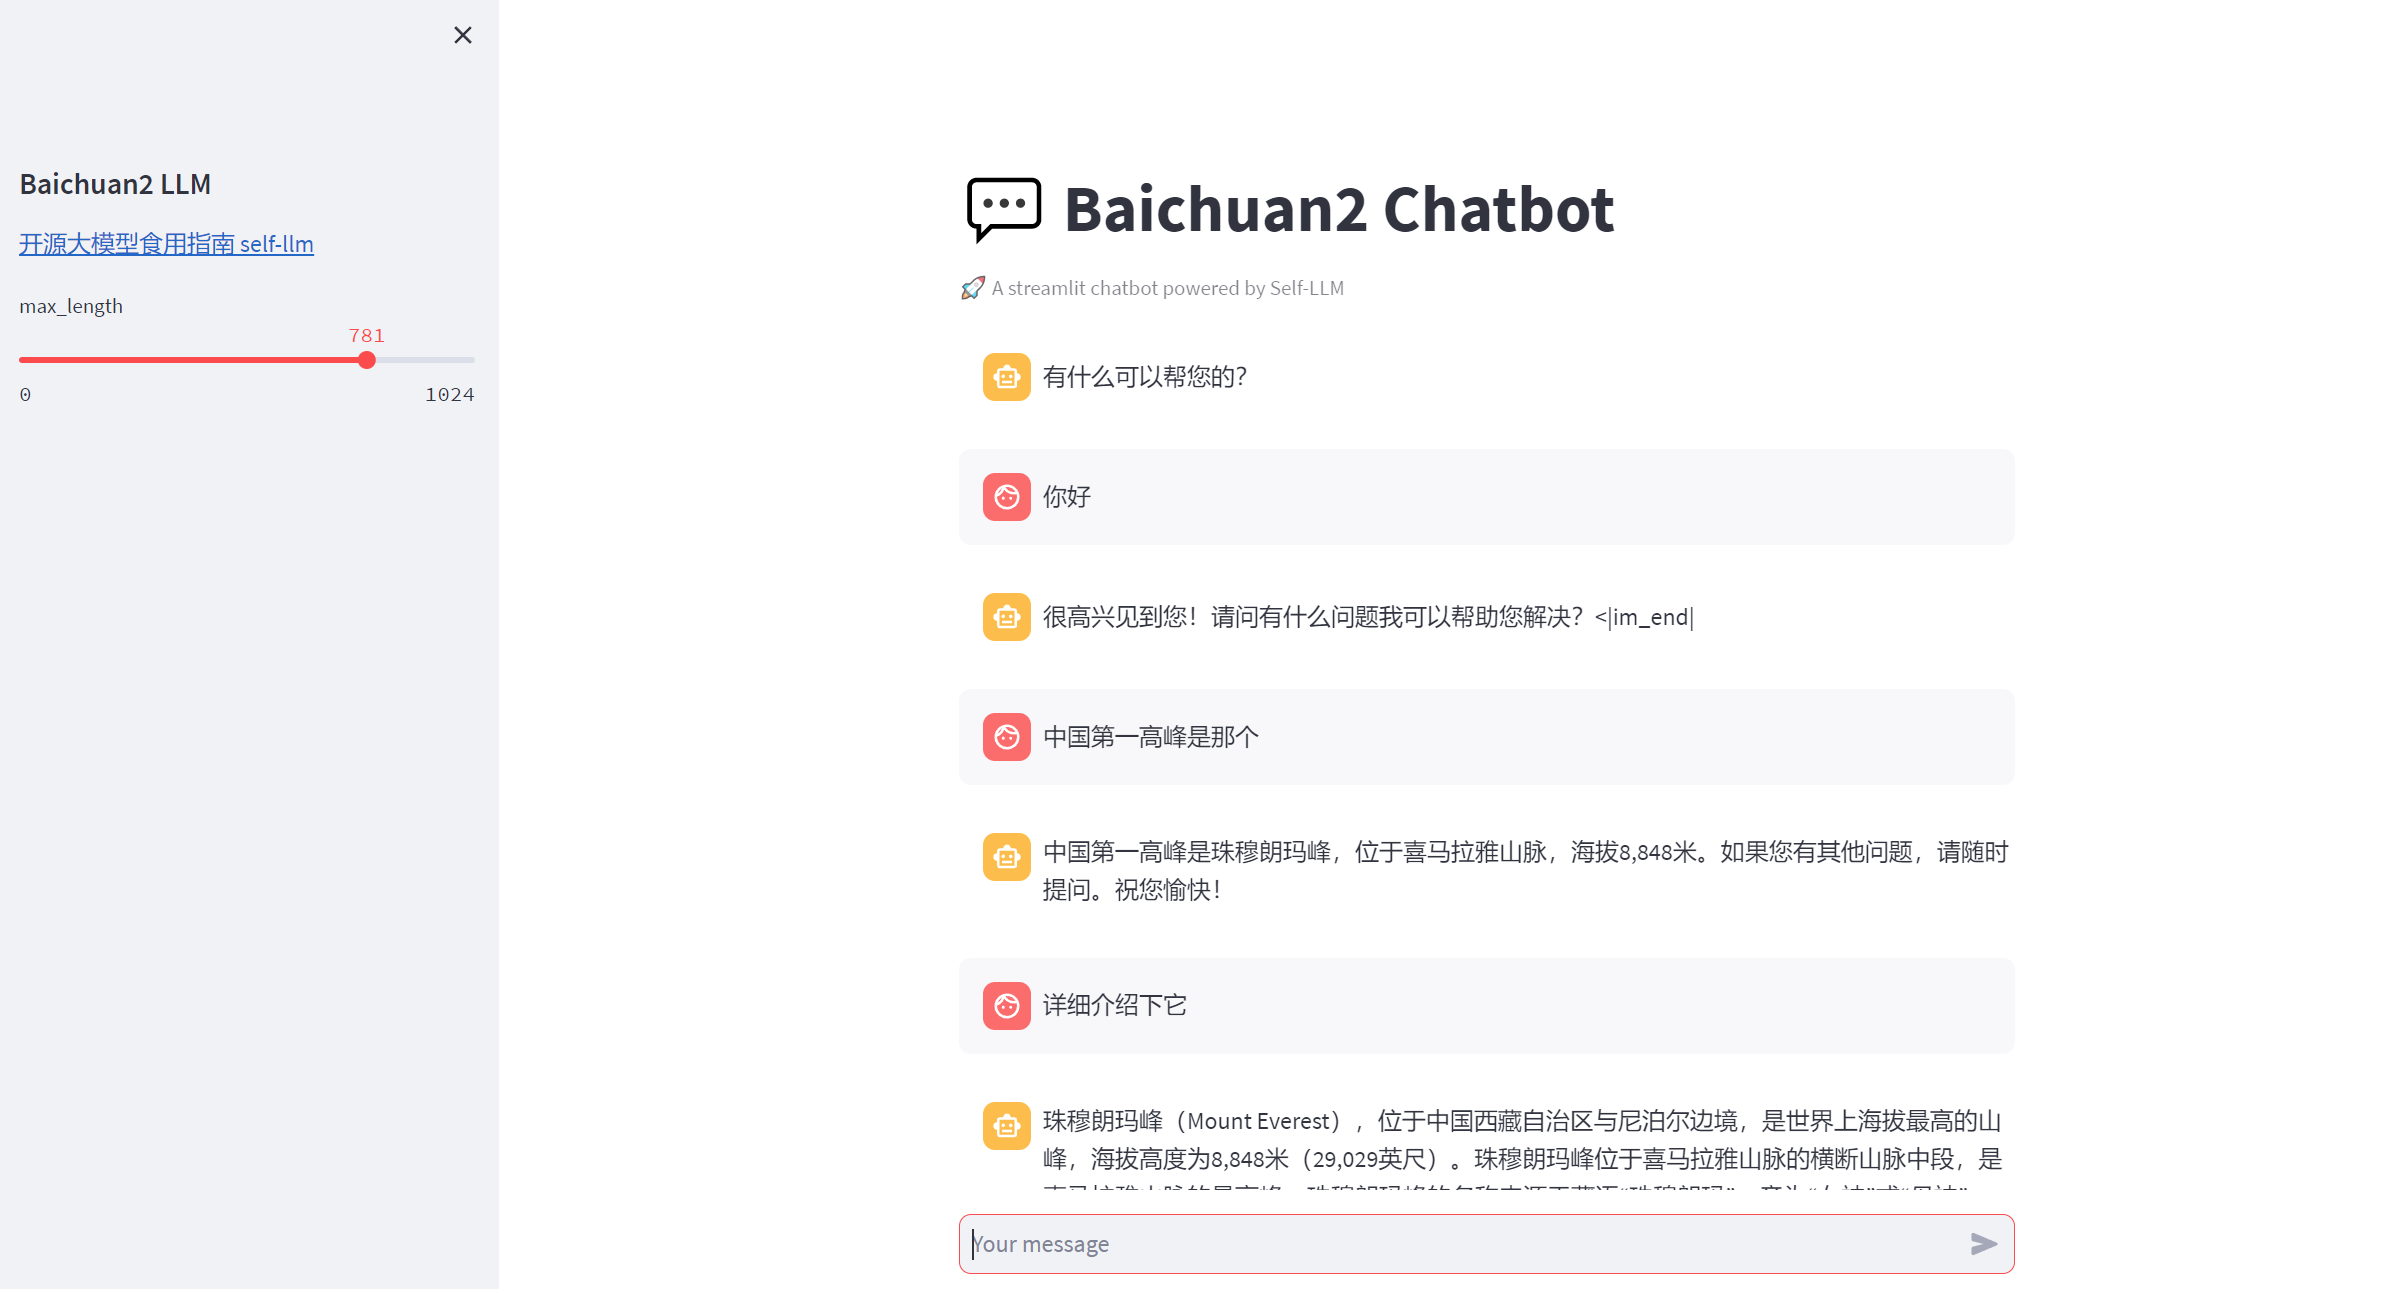 Baichuan2 LLM
开源大模型食用指南 self-llm
max_length
781
0
1024
Baichuan2 Chatbot
A streamlit chatbot powered by Self-LLM
有什么可以帮您的？
你好
很高兴见到您！请问有什么问题我可以帮助您解决？<|im_end|
中国第一高峰是那个
中国第一高峰是珠穆朗玛峰，位于喜马拉雅山脉，海拔8,848米。如果您有其他问题，请随时
提问。祝您愉快！
详细介绍下它
珠穆朗玛峰（Mount Everest），位于中国西藏自治区与尼泊尔边境，是世界上海拔最高的山
峰，海拔高度为8,848米（29,029英尺）。珠穆朗玛峰位于喜马拉雅山脉的横断山脉中段，是
Your message